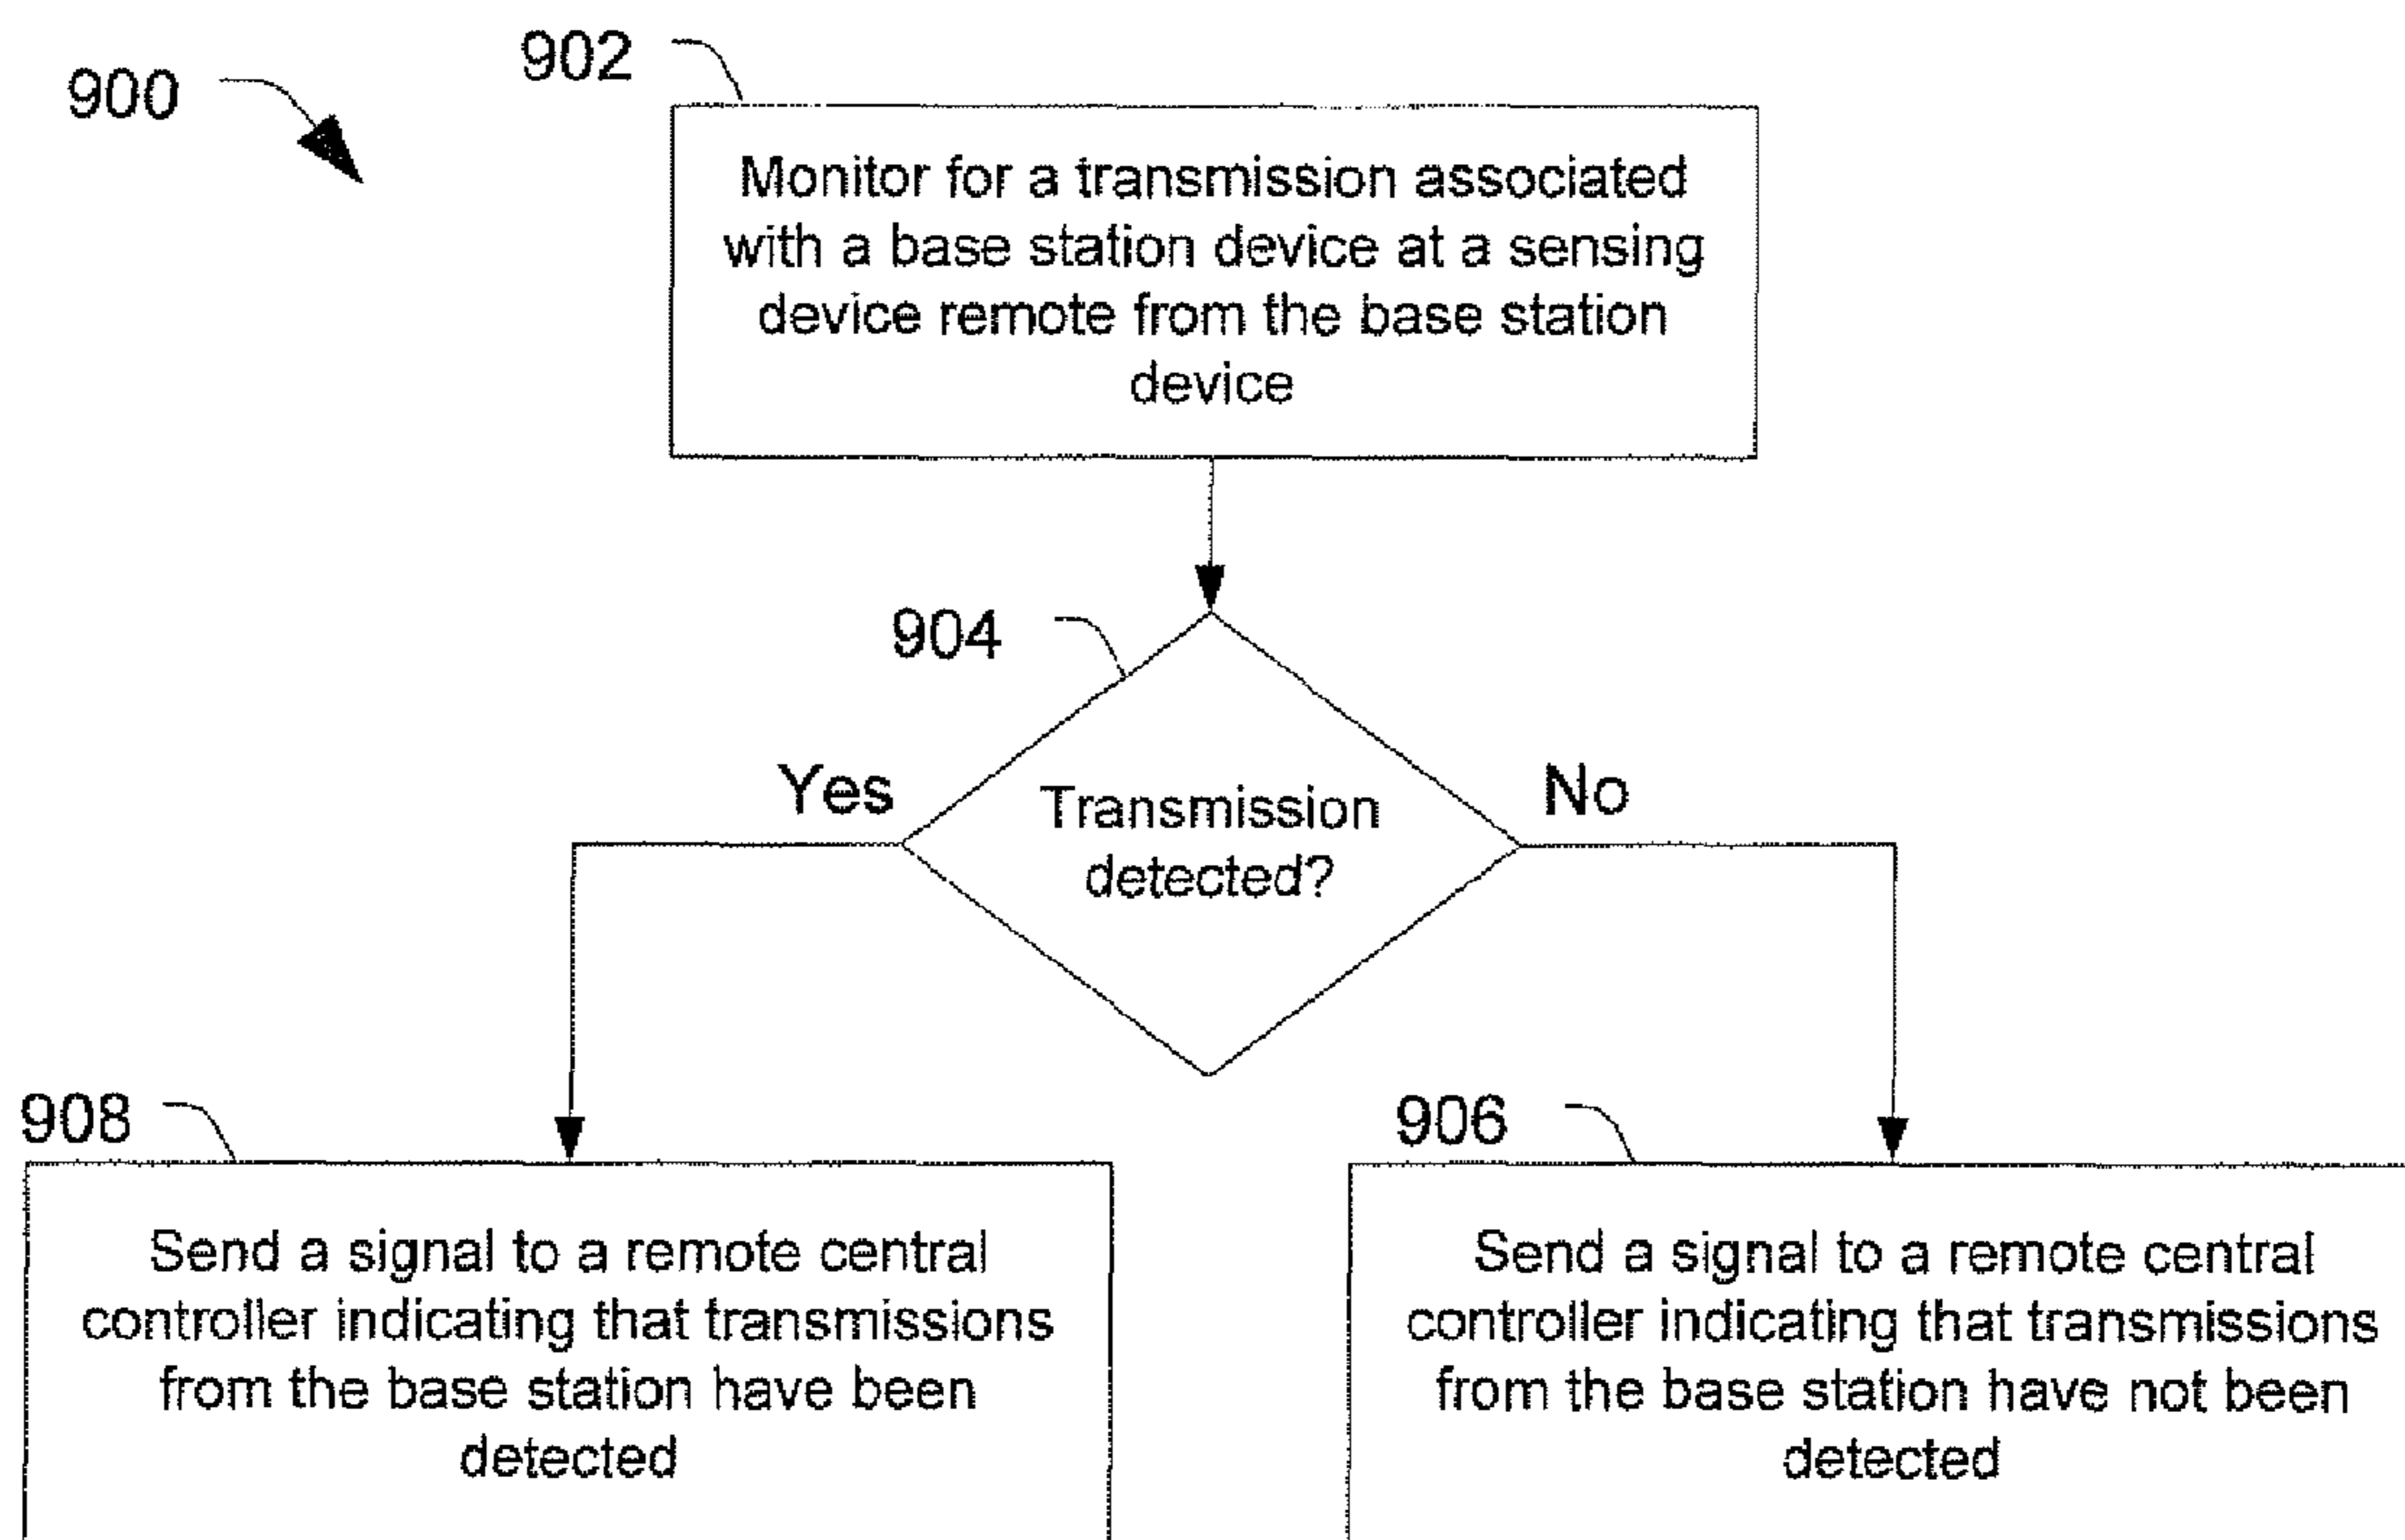 900
902
Monitor for a transmission associated
with a base station device at a sensing
device remote from the base station
device
904
Yes
Transmission
detected?
No
908
Send a signal to a remote central
controller indicating that transmissions
from the base station have been
detected
906
Send a signal to a remote central
controller indicating that transmissions
from the base station have not been
detected